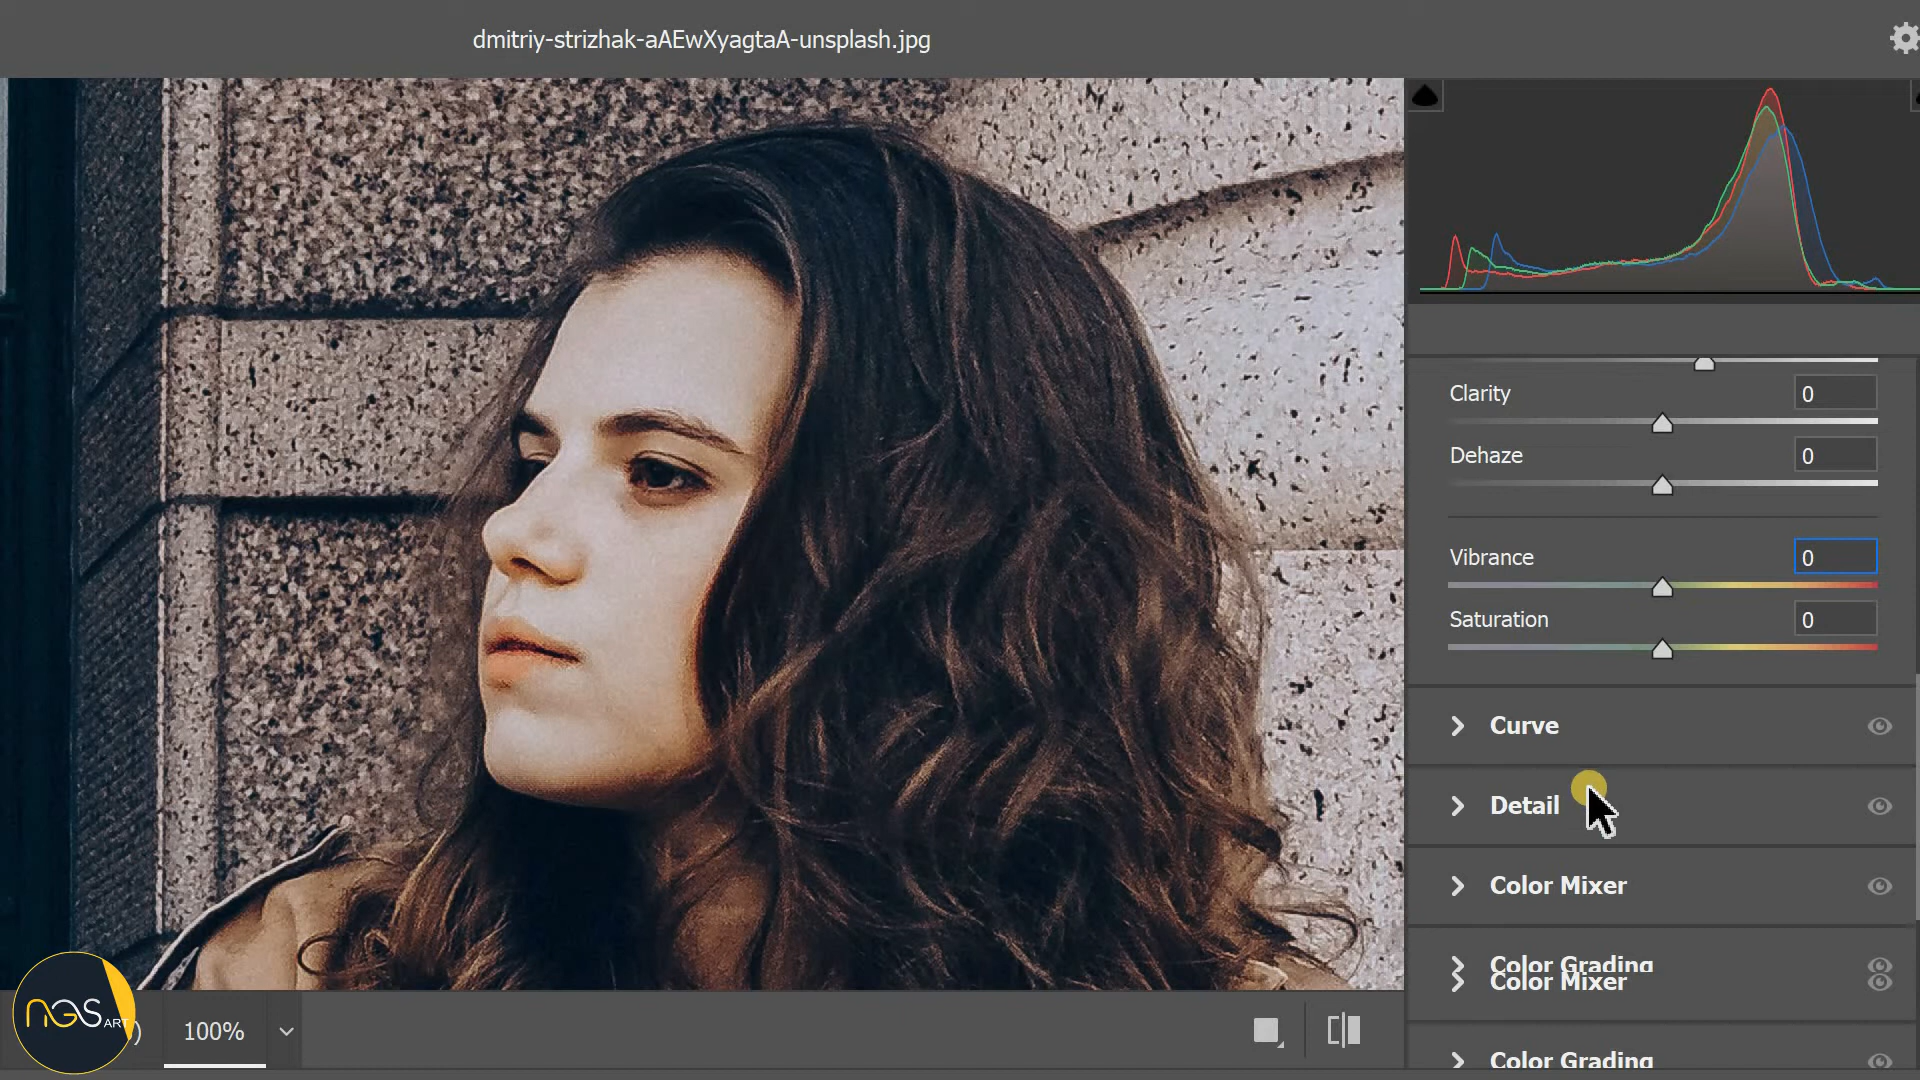 dmitriy-strizhak-aAEwXyagtaA-unsplash.jpg
Clarity 0
Dehaze 0
Vibrance 0
Saturation 0
Curve
Detail
Color Mixer
Color Grading
Color Mixer
Color Grading
NGS ART
) 100%